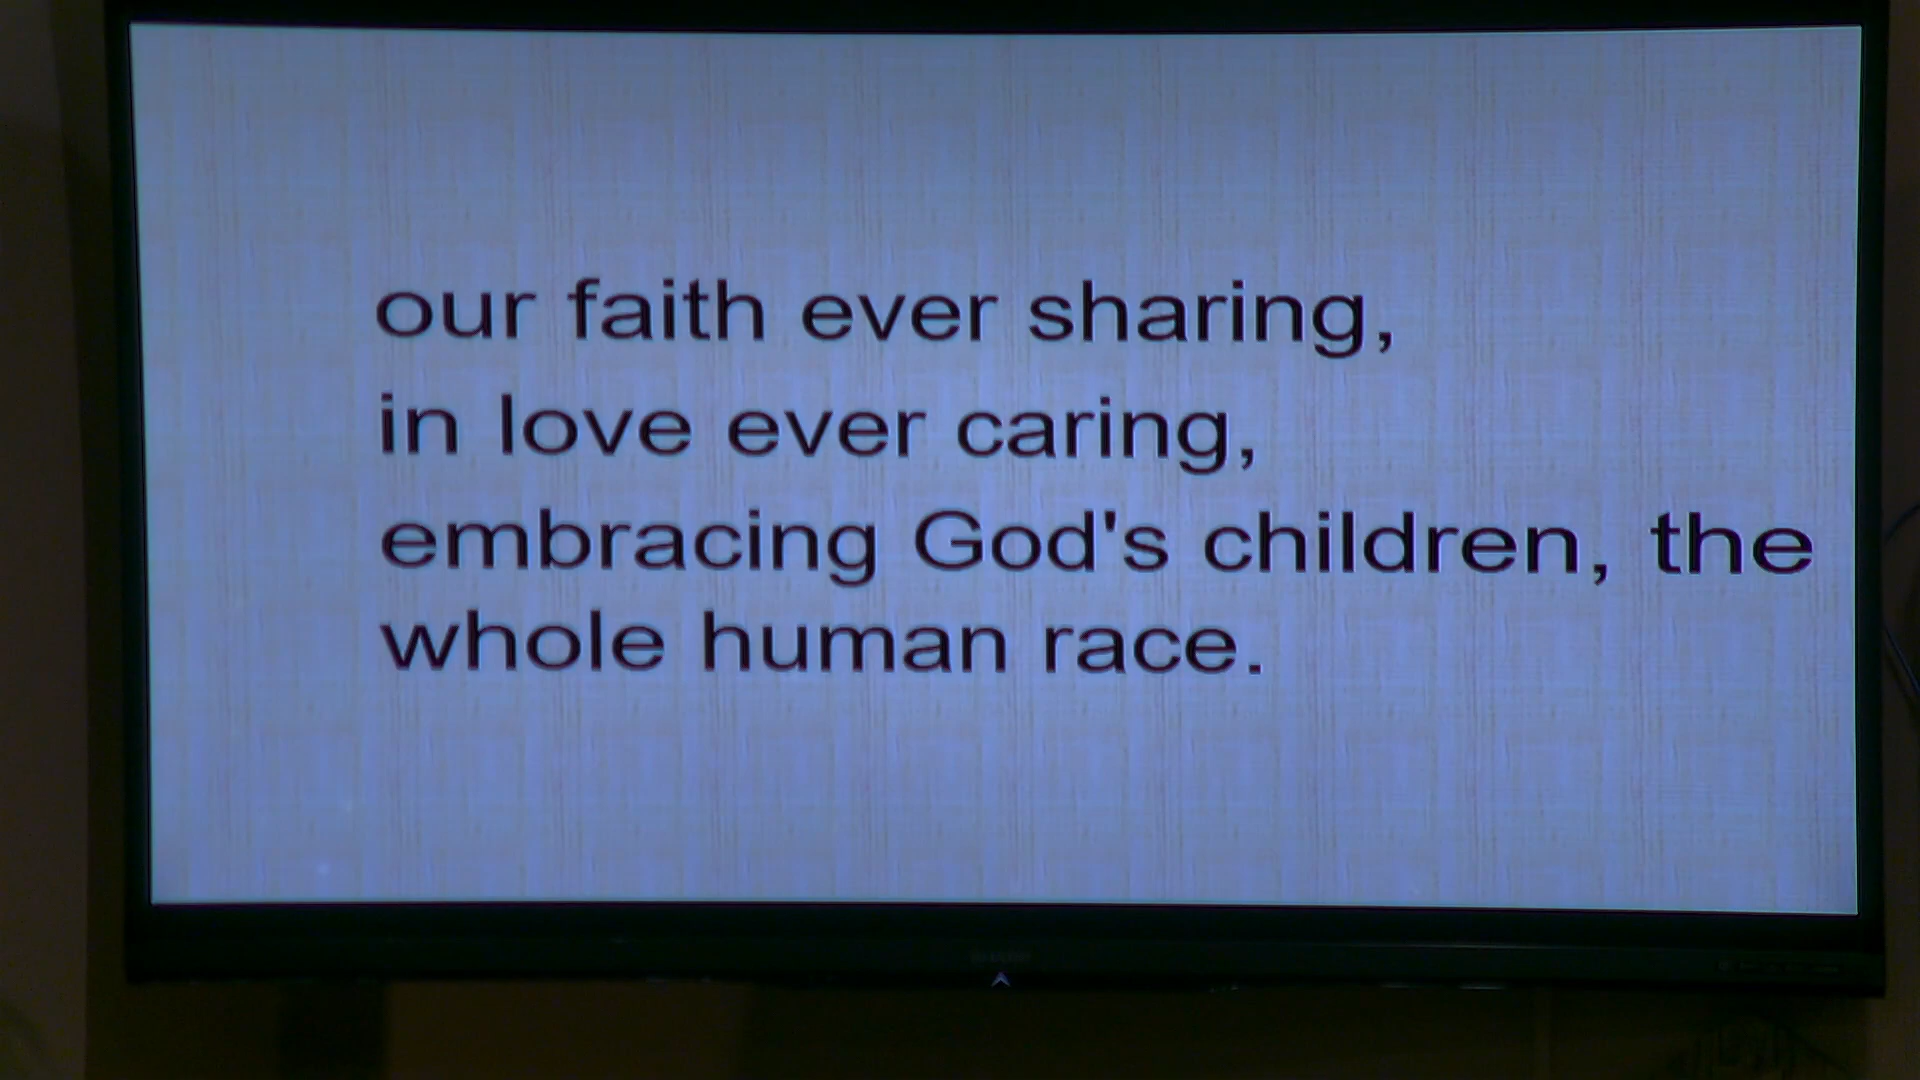 our faith ever sharing,
in love ever caring,
embracing God's children, the
whole human race.